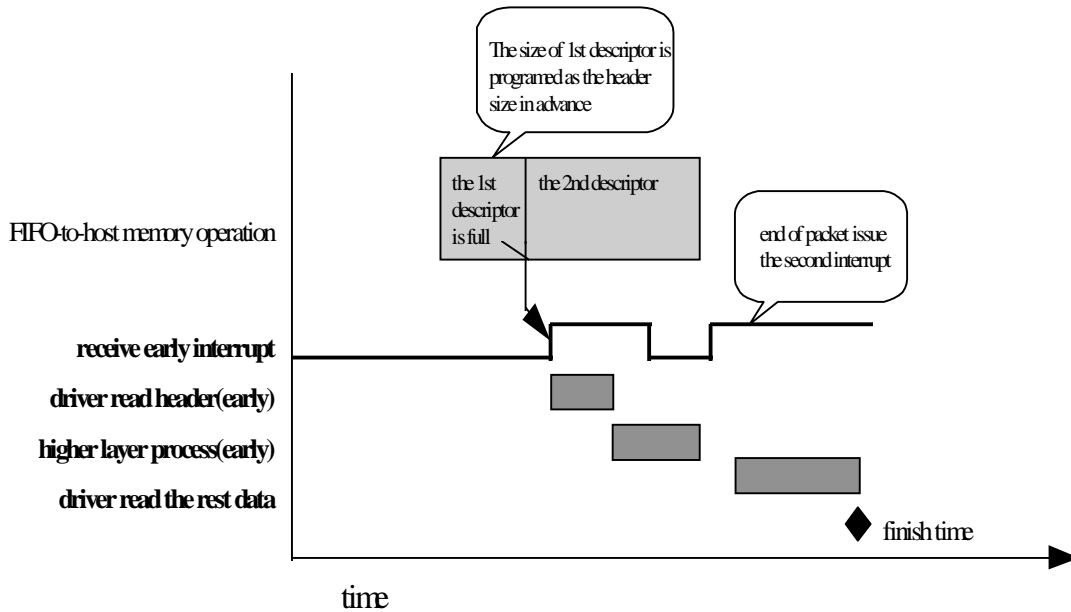 The size of 1st descriptor is
programed as the header
size in advance
the 1st
descriptor
is full
the 2nd descriptor
FIFO-to-host memory operation
end of packet issue
the second interrupt
receive early interrupt
driver read header(early)
higher layer process(early)
driver read the rest data
finish time
time